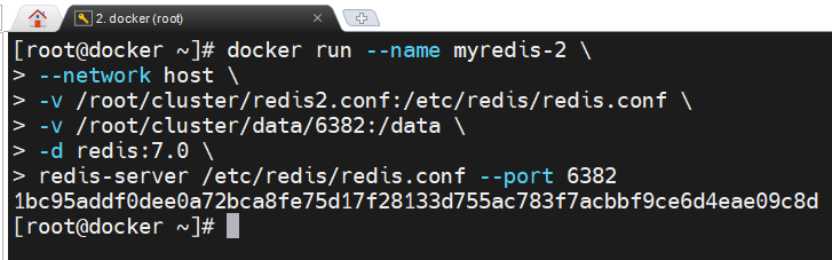 2. docker (root)
[root@docker ~]# docker run --name myredis-2 \
> --network host \
> -v /root/cluster/redis2.conf:/etc/redis/redis.conf \
> -v /root/cluster/data/6382:/data \
> -d redis:7.0 \
> redis-server /etc/redis/redis.conf --port 6382
1bc95addf0dee0a72bca8fe75d17f28133d755ac783f7acbbf9ce6d4eae09c8d
[root@docker ~]#